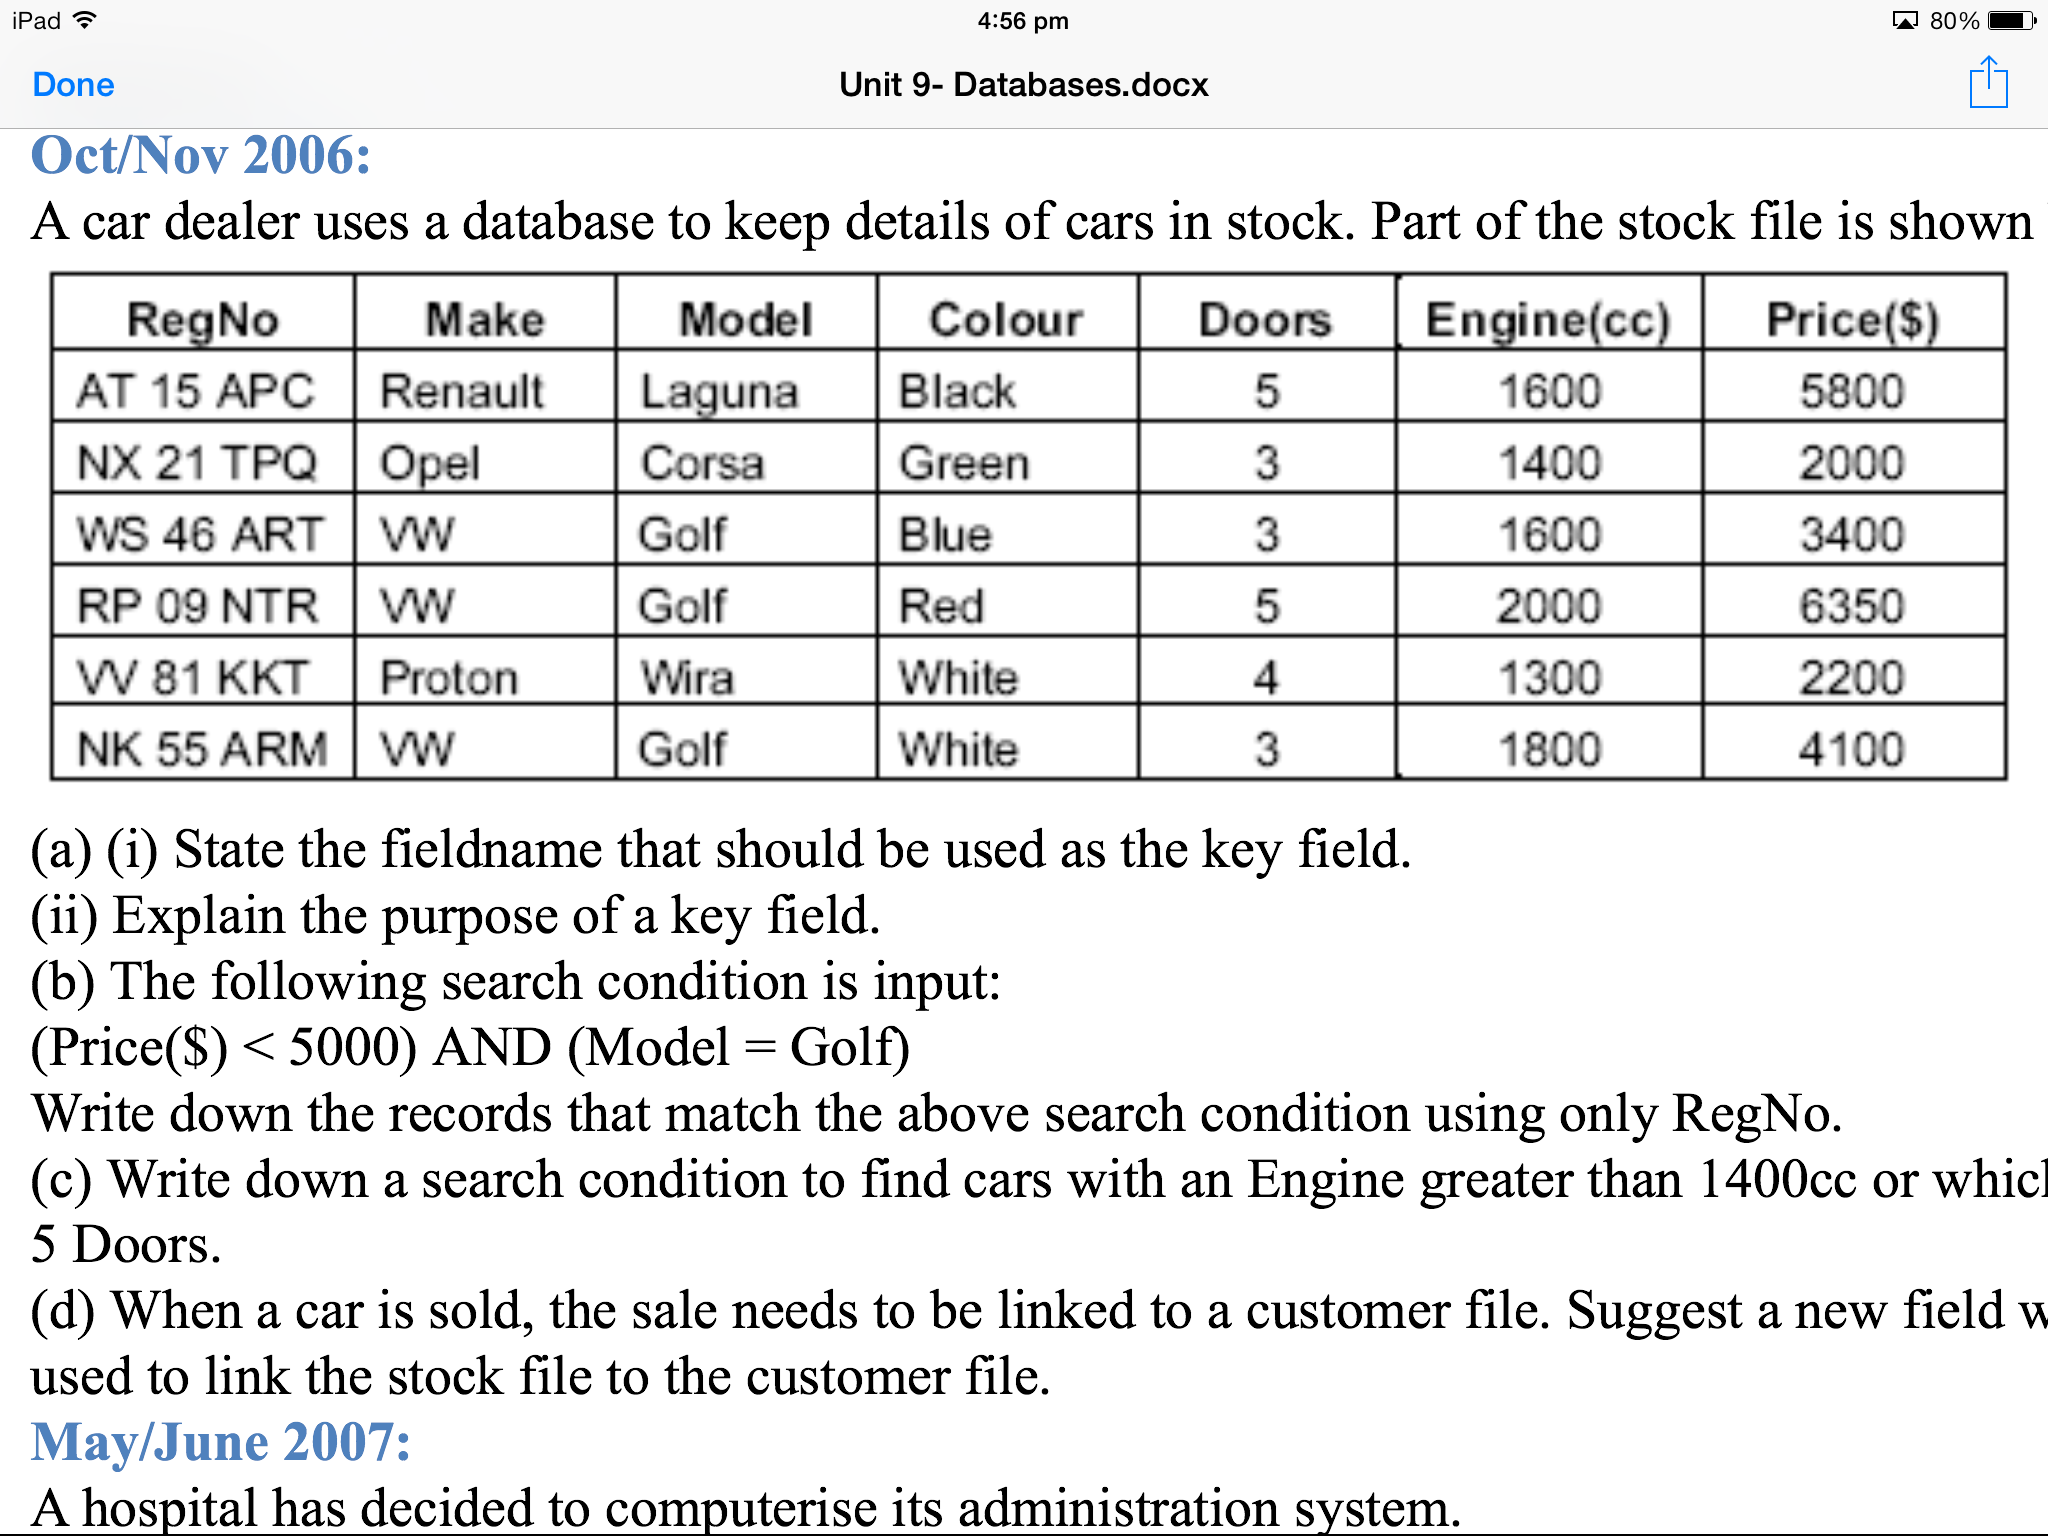 iPad 4:56 pm 80%
Done Unit 9- Databases.docx
Oct/Nov 2006:
A car dealer uses a database to keep details of cars in stock. Part of the stock file is shown
RegNo Make Model Colour Doors Engine(cc) Price($)
AT 15 APC Renault Laguna Black 5 1600 5800
NX 21 TPQ Opel Corsa Green 3 1400 2000
WS 46 ART VW Golf Blue 3 1600 3400
RP 09 NTR VW Golf Red 5 2000 6350
VV 81 KKT Proton Wira White 4 1300 2200
NK 55 ARM VW Golf White 3 1800 4100
(a) (i) State the fieldname that should be used as the key field.
(ii) Explain the purpose of a key field.
(b) The following search condition is input:
(Price($) < 5000) AND (Model = Golf)
Write down the records that match the above search condition using only RegNo.
(c) Write down a search condition to find cars with an Engine greater than 1400cc or
5 Doors.
(d) When a car is sold, the sale needs to be linked to a customer file. Suggest a new field
used to link the stock file to the customer file.
May/June 2007:
A hospital has decided to computerise its administration system.